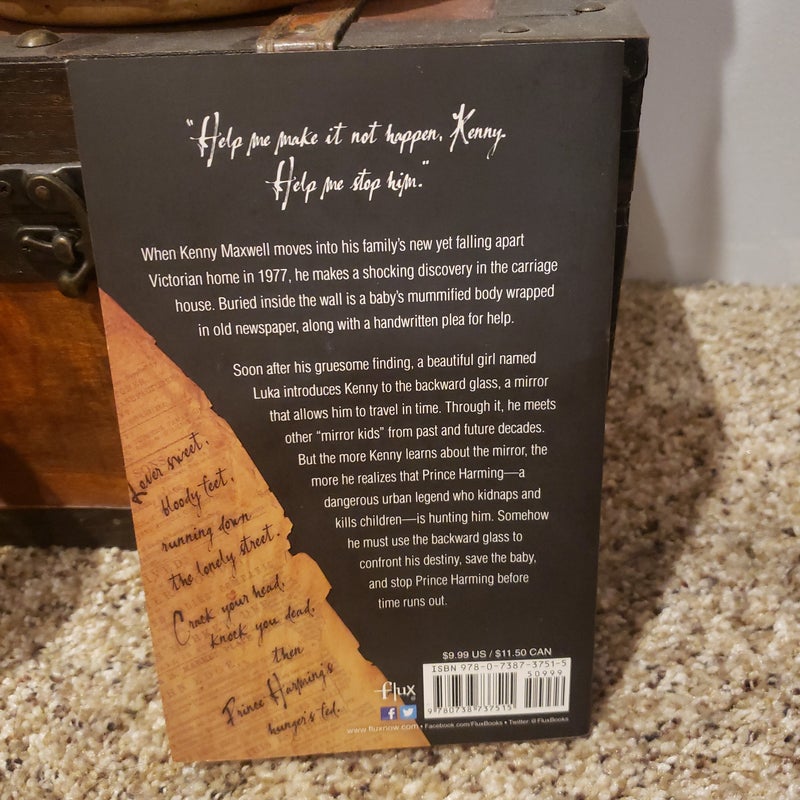 "Help me make it not happen, Kenny.
Help me stop him."
When Kenny Maxwell moves into his family's new yet falling apart
Victorian home in 1977, he makes a shocking discovery in the carriage
house. Buried inside the wall is a baby's mummified body wrapped
in old newspaper, along with a handwritten plea for help.
Soon after his gruesome finding, a beautiful girl named
Luka introduces Kenny to the backward glass, a mirror
that allows him to travel in time. Through it, he meets
other "mirror kids" from past and future decades.
But the more Kenny learns about the mirror, the
more he realizes that Prince Harming—a
dangerous urban legend who kidnaps and
kills children—is hunting him. Somehow
he must use the backward glass to
confront his destiny, save the baby,
and stop Prince Harming before
time runs out.
Lover sweet,
bloody feet,
running down
the lonely street.
Crack your head,
knock you dead,
then
Prince Harming's
hunger's fed.
$9.99 US / $11.50 CAN
ISBN 978-0-7387-3751-5
50999
9 780738 737515
flux
www.fluxnow.com • Facebook.com/FluxBooks • Twitter: @FluxBooks